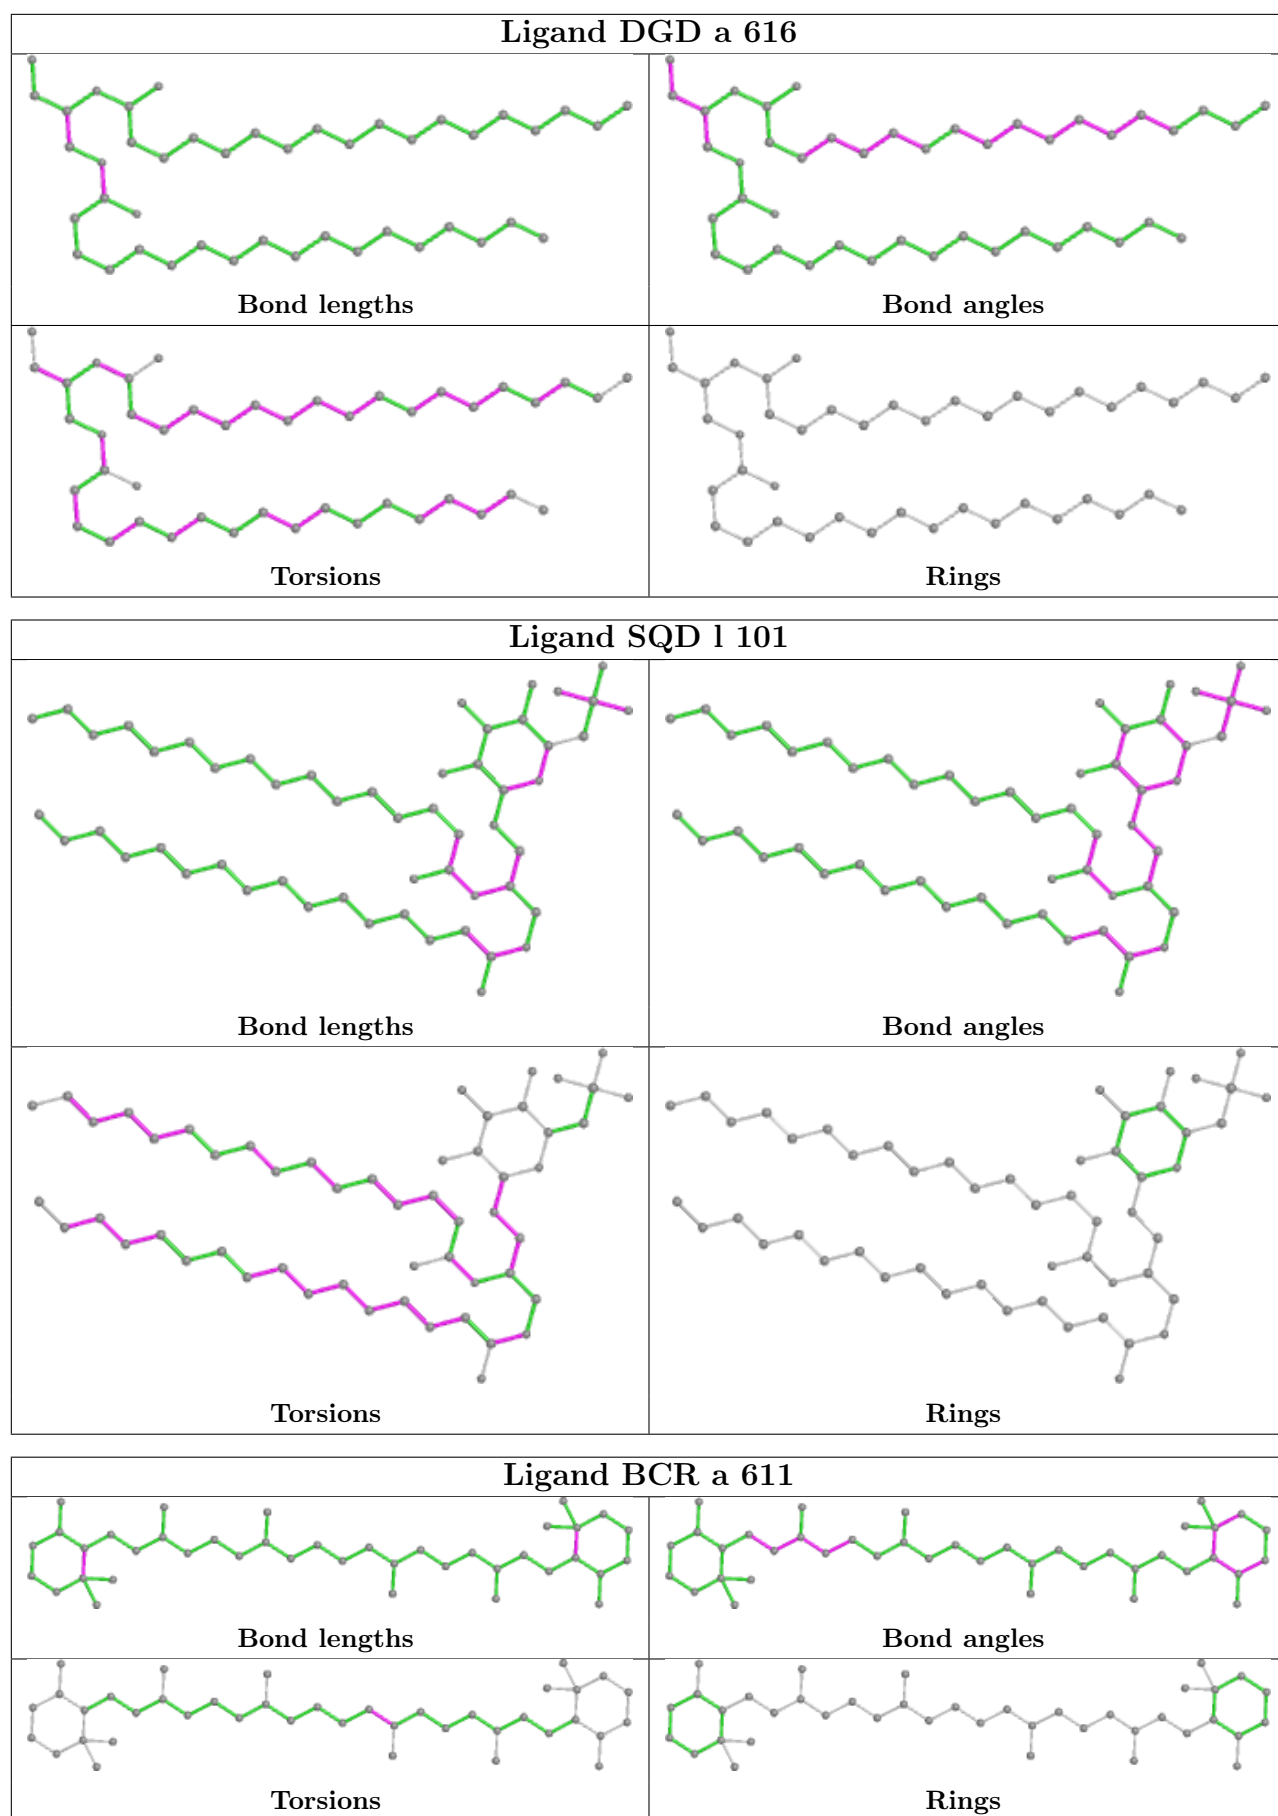 Ligand DGD a 616
Bond lengths
Bond angles
Torsions
Rings
Ligand SQD l 101
Bond lengths
Bond angles
Torsions
Rings
Ligand BCR a 611
Bond lengths
Bond angles
Torsions
Rings